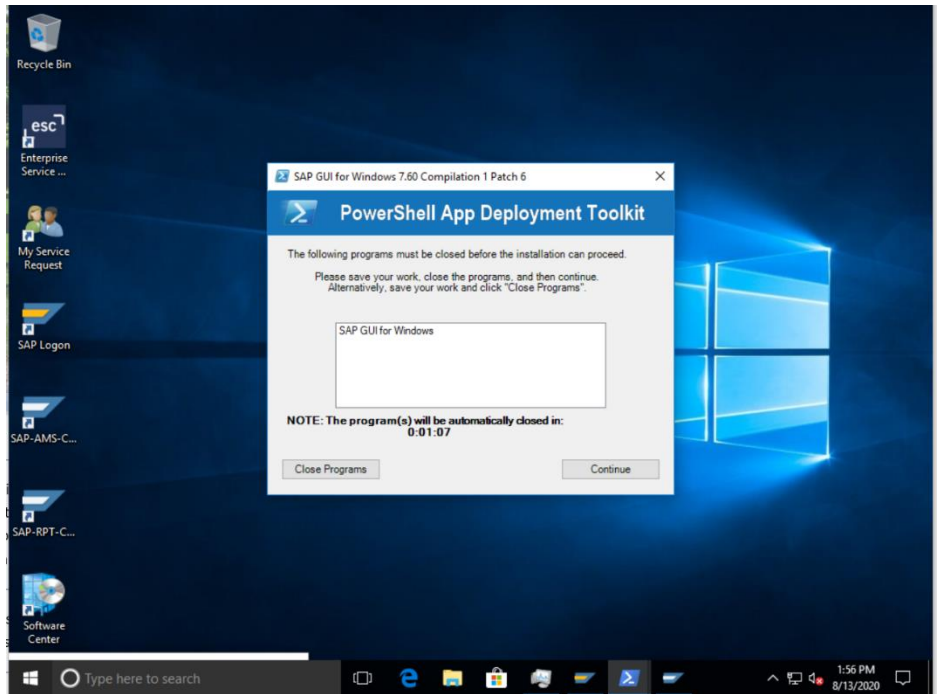 Recycle Bin
esc
Enterprise
Service ...
My Service
Request
SAP Logon
SAP-AMS-C...
SAP-RPT-C...
Software
Center
SAP GUI for Windows 7.60 Compilation 1 Patch 6
PowerShell App Deployment Toolkit
The following programs must be closed before the installation can proceed.
Please save your work, close the programs, and then continue.
Alternatively, save your work and click "Close Programs".
SAP GUI for Windows
NOTE: The program(s) will be automatically closed in:
0:01:07
Close Programs
Continue
Type here to search
1:56 PM
8/13/2020